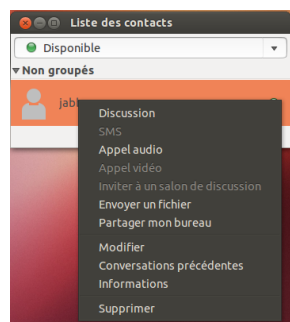 Liste des contacts
Disponible
Non groupés
Discussion
SMS
Appel audio
Appel vidéo
Inviter à un salon de discussion
Envoyer un fichier
Partager mon bureau
Modifier
Conversations précédentes
Informations
Supprimer